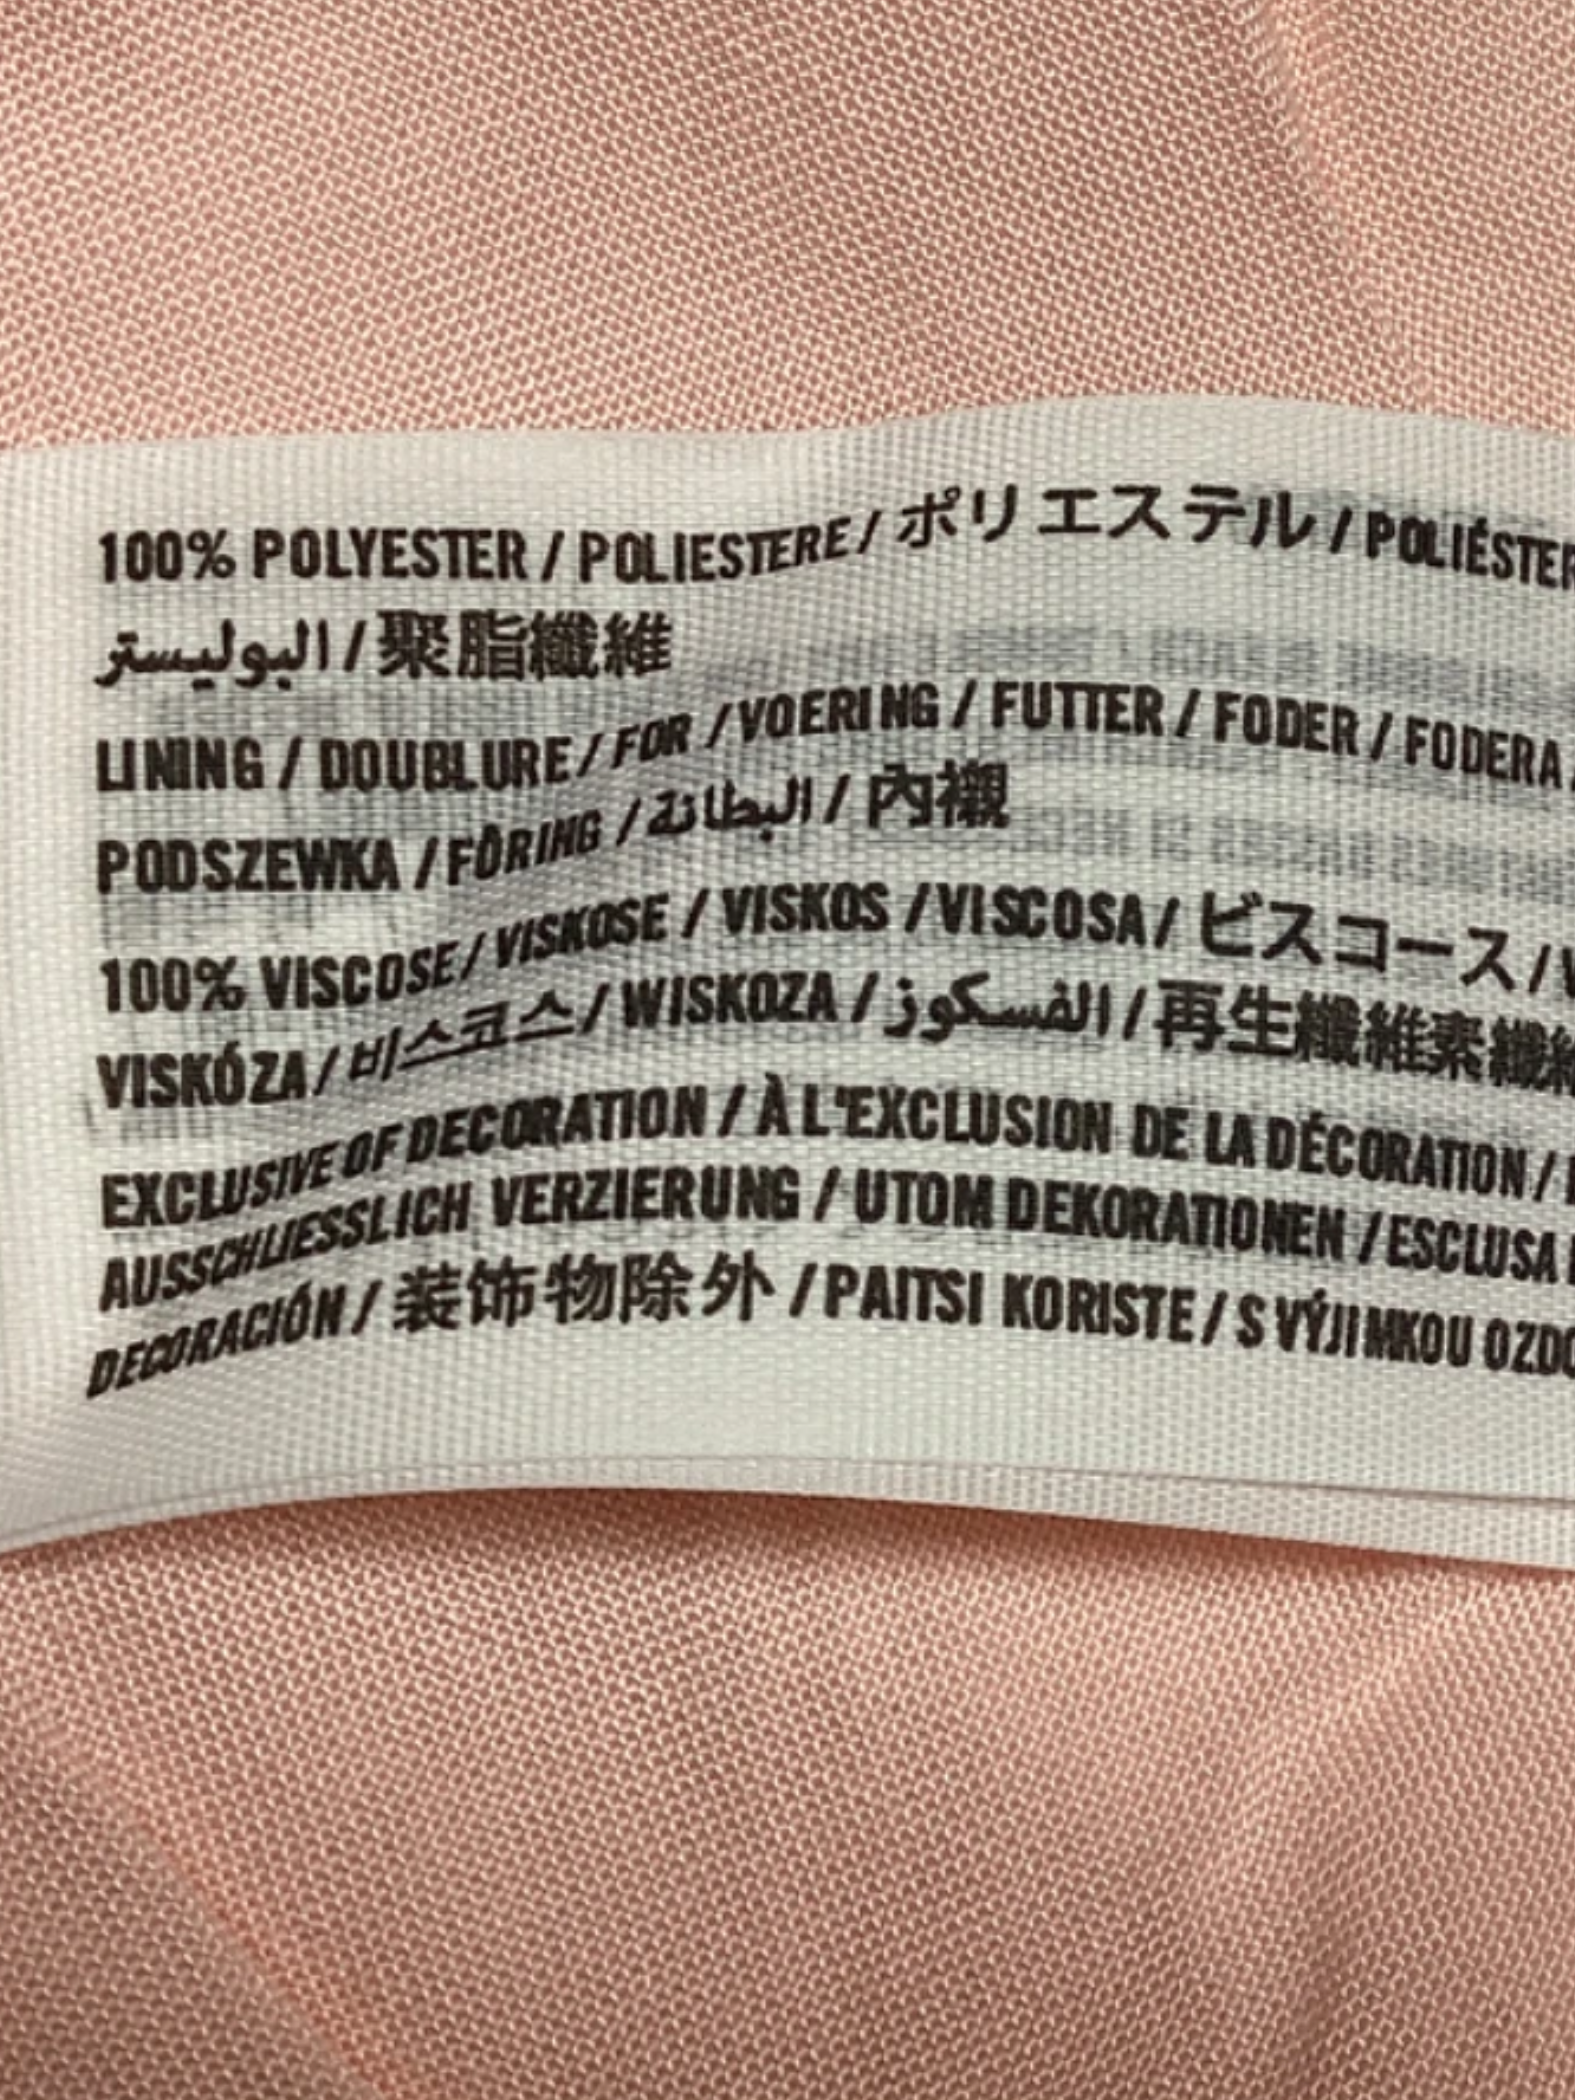 100% POLYESTER / POLIESTERE / ポリエステル / POLIÉSTER
البوليستر / 聚脂纖維
LINING / DOUBLURE / FOR / VOERING / FUTTER / FODER / FODERA
PODSZEWKA / FÔRING / البطانة / 內襯
100% VISCOSE / VISKOSE / VISKOS / VISCOSA / ビスコース /
VISKÓZA / 비스코스 / WISKOZA / الفسكوز / 再生纖維素纖
EXCLUSIVE OF DECORATION / À L'EXCLUSION DE LA DÉCORATION /
AUSSCHLIESSLICH VERZIERUNG / UTOM DEKORATIONEN / ESCLUSA
DECORACIÓN / 装饰物除外 / PAITSI KORISTE / S VÝJIMKOU